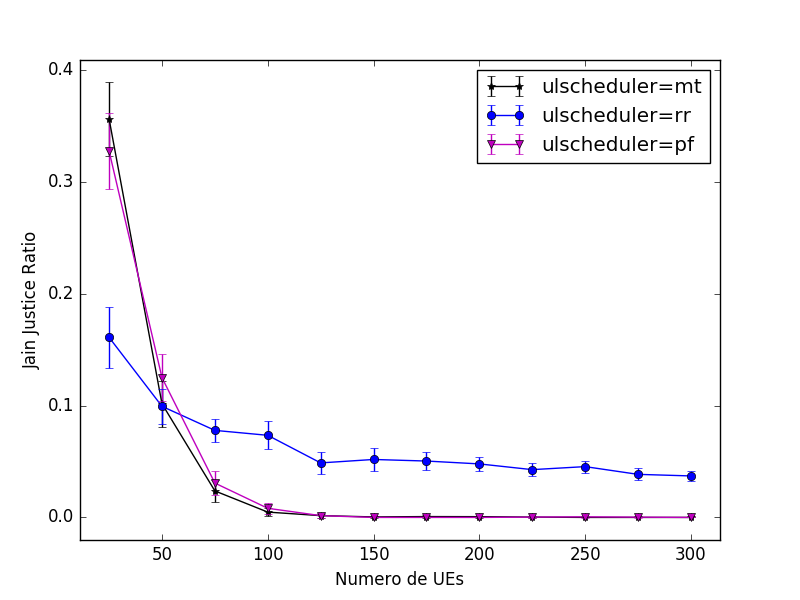 ulscheduler=mt
ulscheduler=rr
ulscheduler=pf
Jain Justice Ratio
0.4
0.3
0.2
0.1
0.0
50 100 150 200 250 300
Numero de UEs